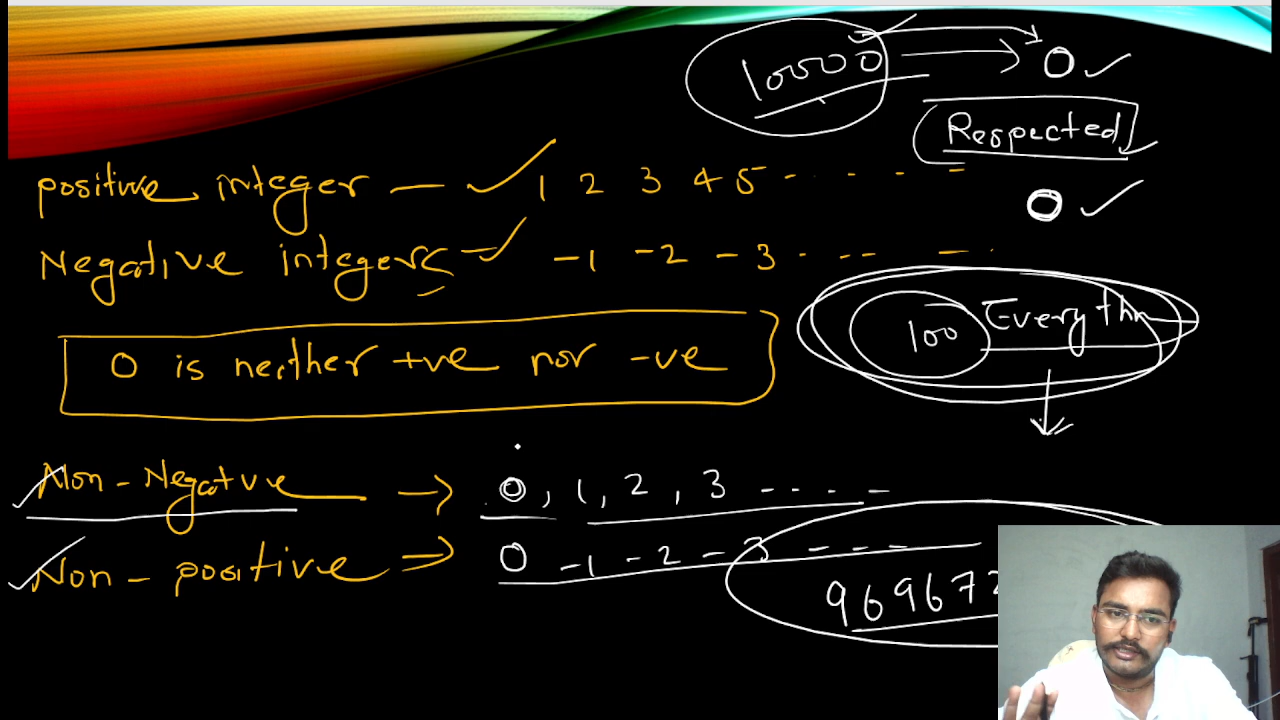 10000 → 0 ✓
Respected
positive integer — ✓ 1 2 3 4 5 - . - . -
0 ✓
Negative integers — ✓ -1 -2 -3 . - - — .
100 Everythn
0 is neither +ve nor -ve
Non-Negatve → 0, 1, 2, 3 - - - - -
Non-positive → 0 -1 -2 -3 - - -
96967